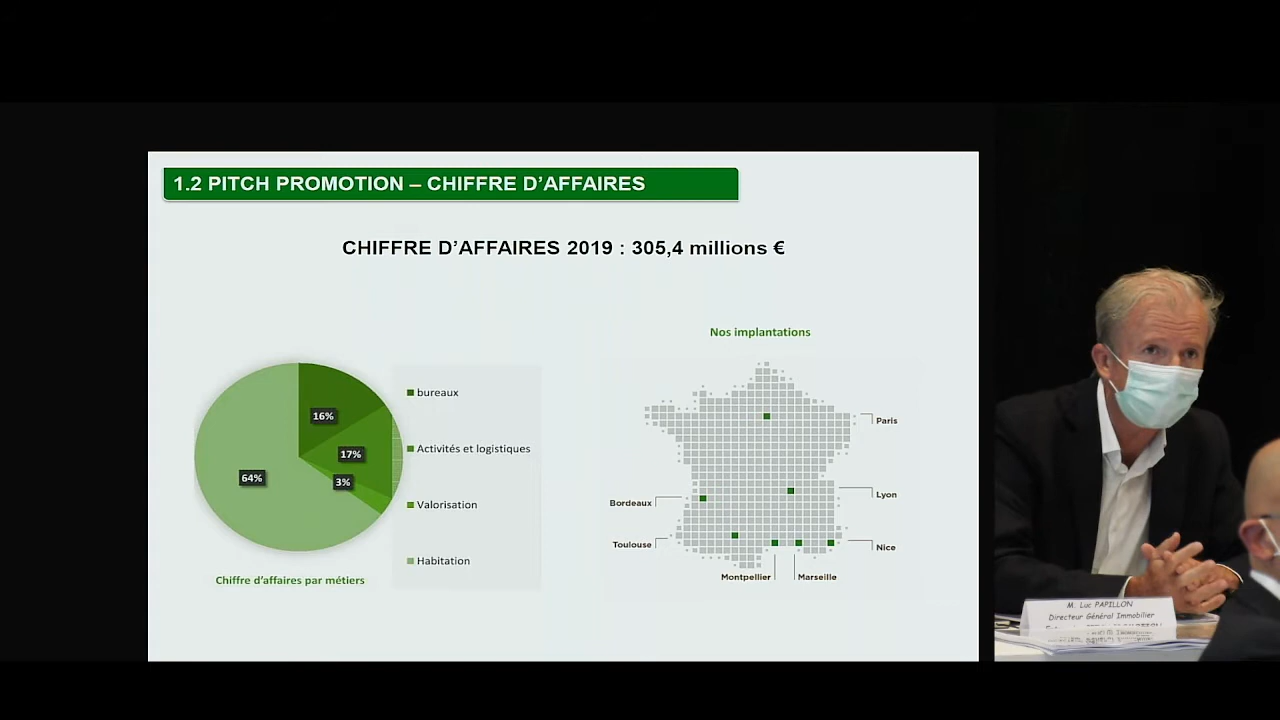 1.2 PITCH PROMOTION – CHIFFRE D'AFFAIRES
CHIFFRE D'AFFAIRES 2019 : 305,4 millions €
Nos implantations
16%
17%
3%
64%
bureaux
Activités et logistiques
Valorisation
Habitation
Chiffre d'affaires par métiers
Paris
Lyon
Bordeaux
Toulouse
Nice
Montpellier
Marseille
M. Luc PAPILLON
Directeur Général Immobilier